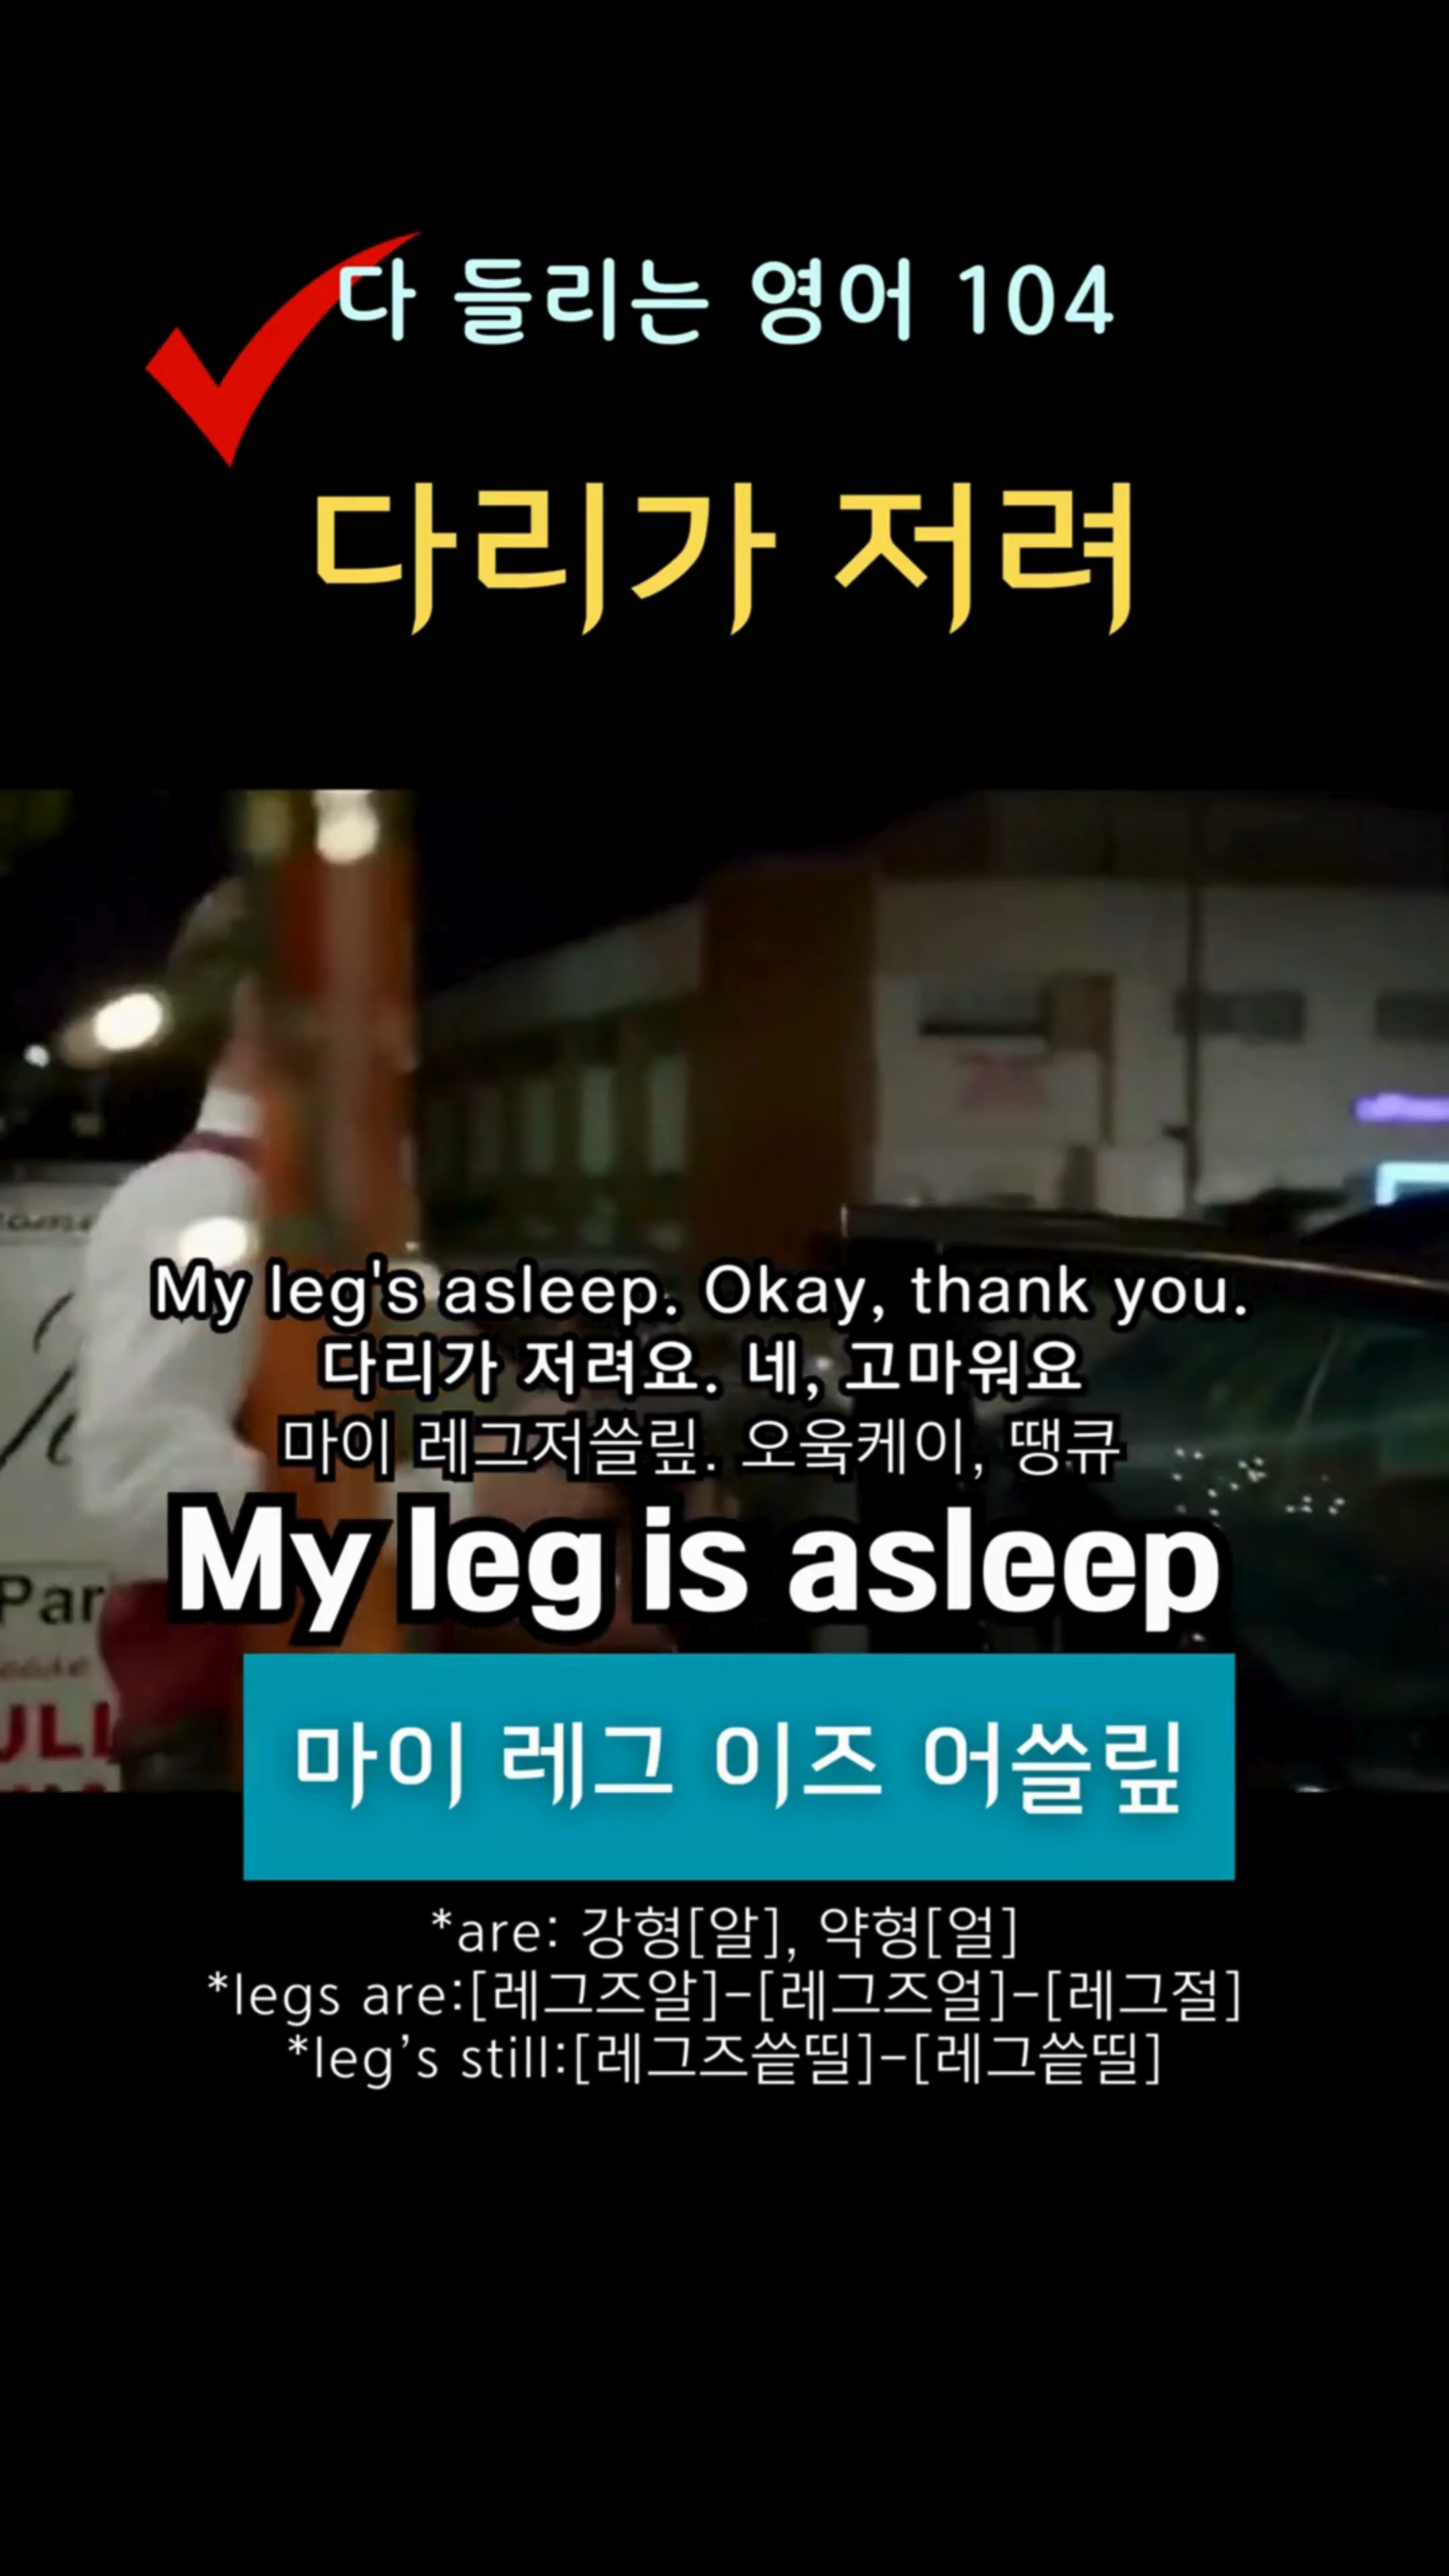 다 들리는 영어 104
다리가 저려
My leg's asleep. Okay, thank you.
다리가 저려요. 네, 고마워요
마이 레그저쓸맆. 오웈케이, 땡큐
My leg is asleep
Par
마이 레그 이즈 어쓸맆
*are: 강형[알], 약형[얼]
*legs are:[레그즈알]-[레그즈얼]-[레그절]
*leg’s still:[레그즈쏱띨]-[레그쏱띨]